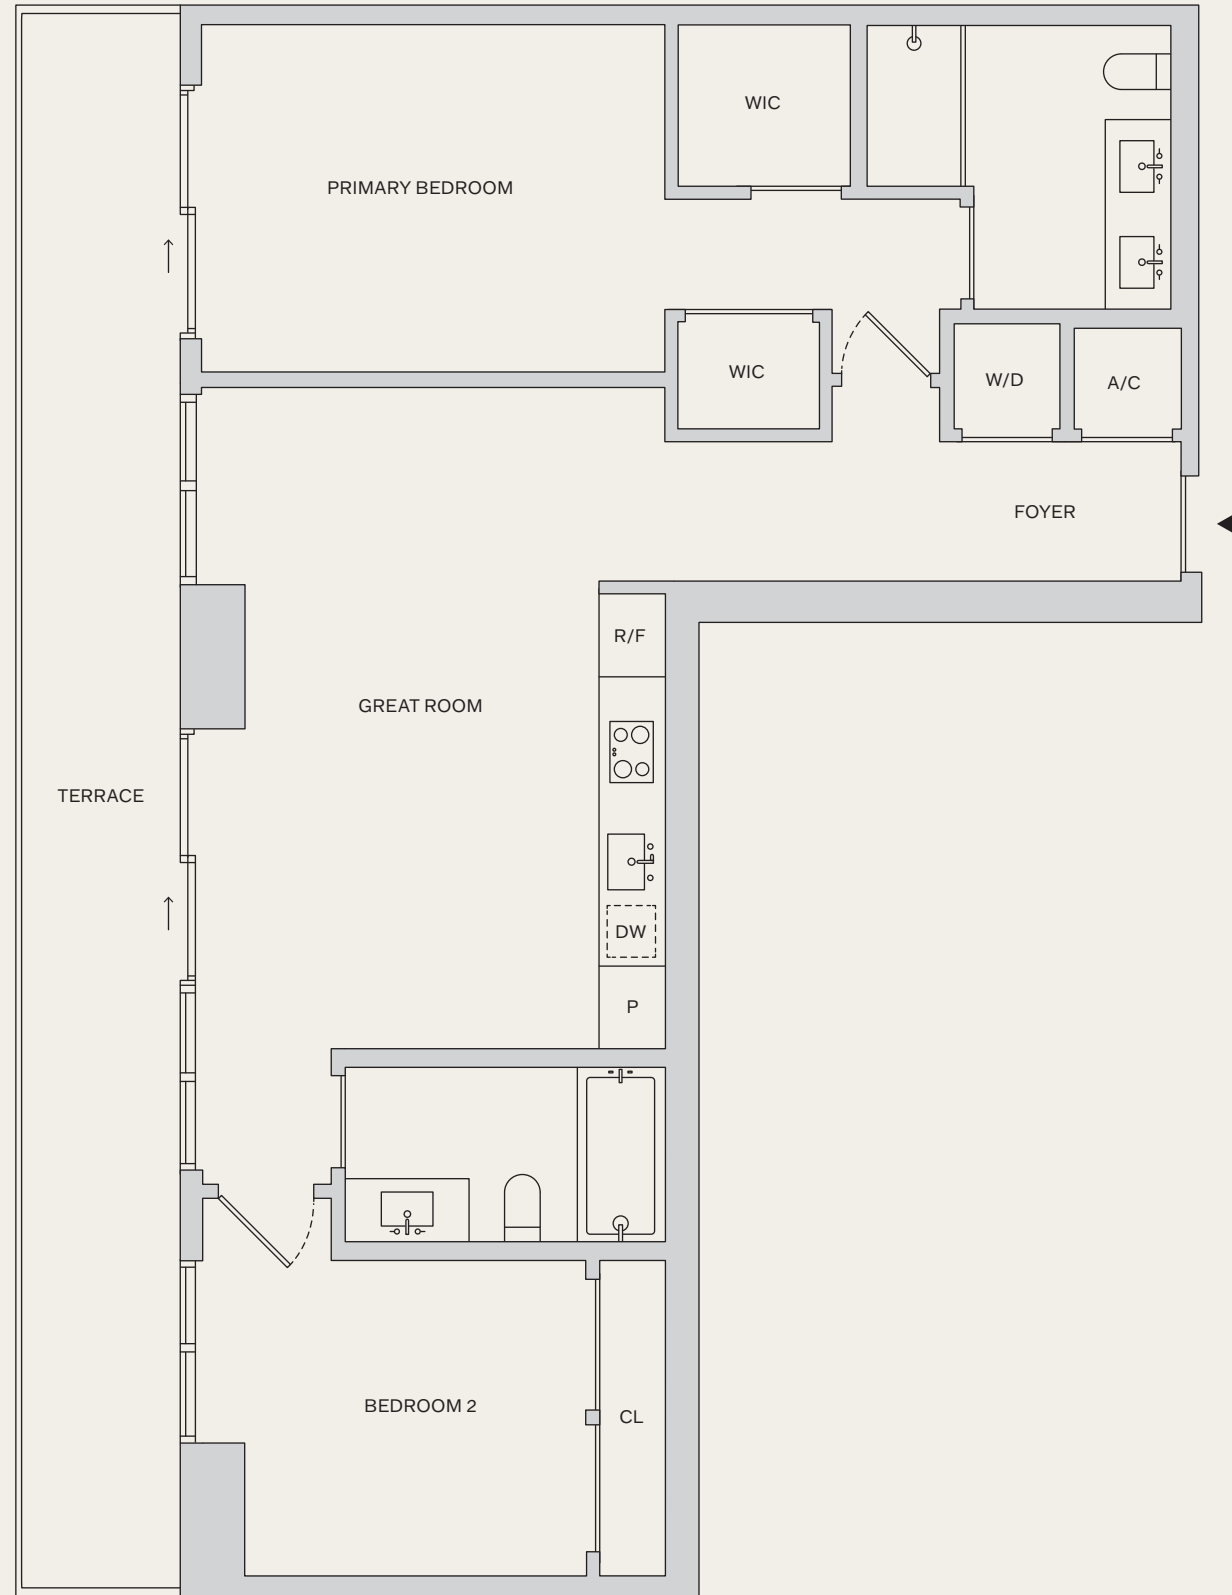 WIC
PRIMARY BEDROOM
WIC
W/D
A/C
FOYER
R/F
GREAT ROOM
TERRACE
DW
P
BEDROOM 2
CL